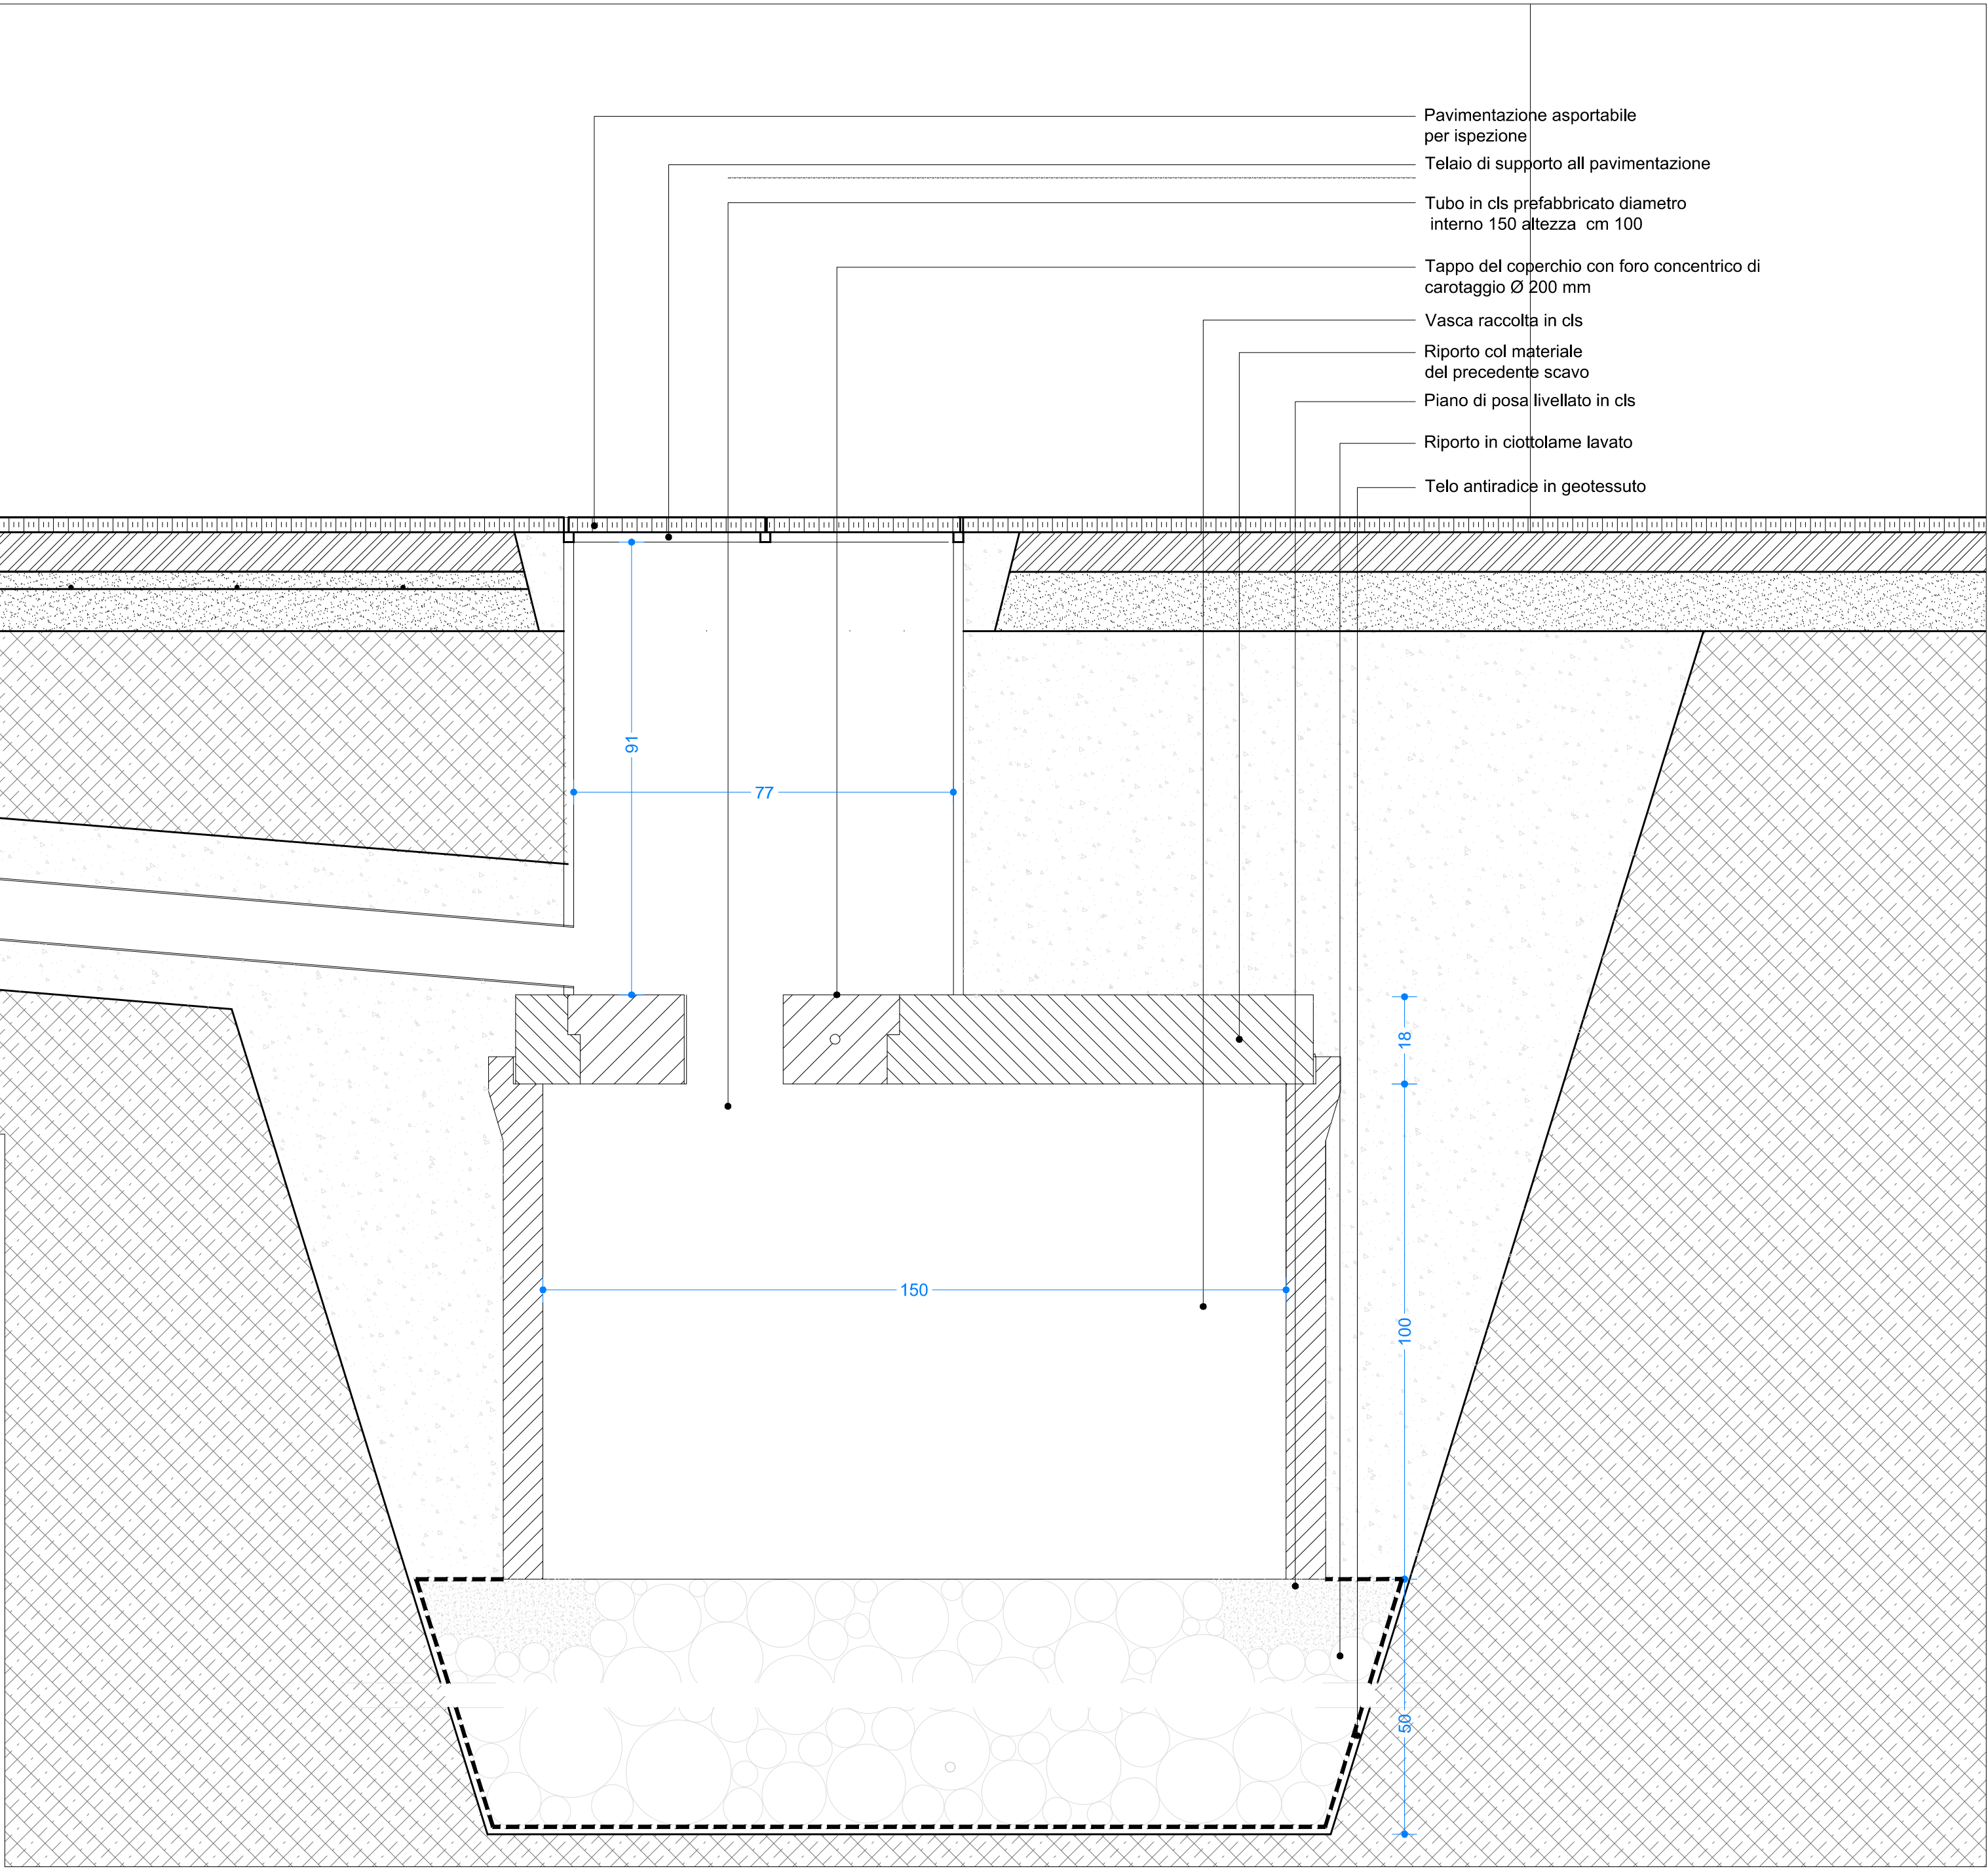 Pavimentazione asportabile
per ispezione
Telaio di supporto all pavimentazione
Tubo in cls prefabbricato diametro
interno 150 altezza cm 100
Tappo del coperchio con foro concentrico di
carotaggio Ø 200 mm
Vasca raccolta in cls
Riporto col materiale
del precedente scavo
Piano di posa livellato in cls
Riporto in ciottolame lavato
Telo antiradice in geotessuto
91
77
18
150
100
50